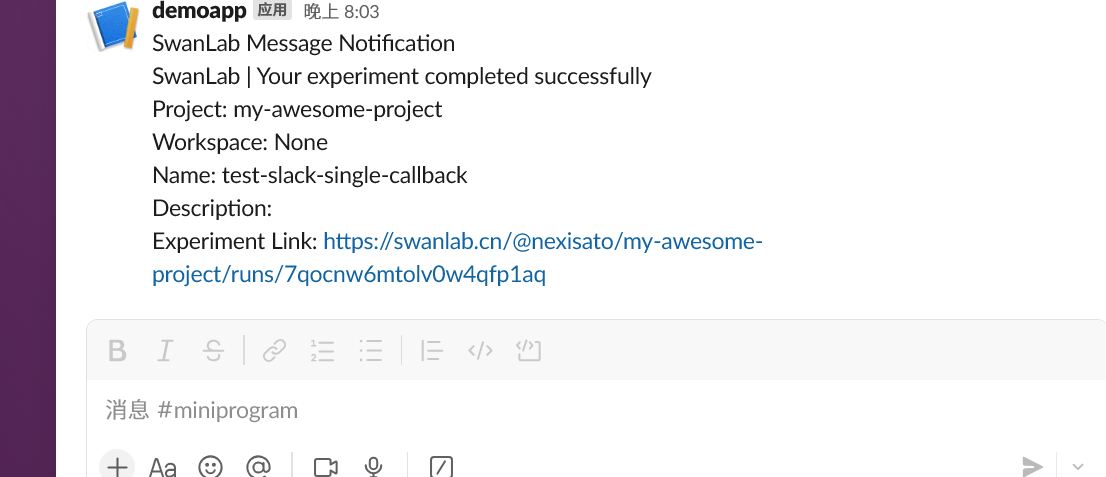 demoapp 应用 晚上 8:03
SwanLab Message Notification
SwanLab | Your experiment completed successfully
Project: my-awesome-project
Workspace: None
Name: test-slack-single-callback
Description:
Experiment Link: https://swanlab.cn/@nexisato/my-awesome-
project/runs/7qocnw6mtolv0w4qfp1aq
消息 #miniprogram
Aa